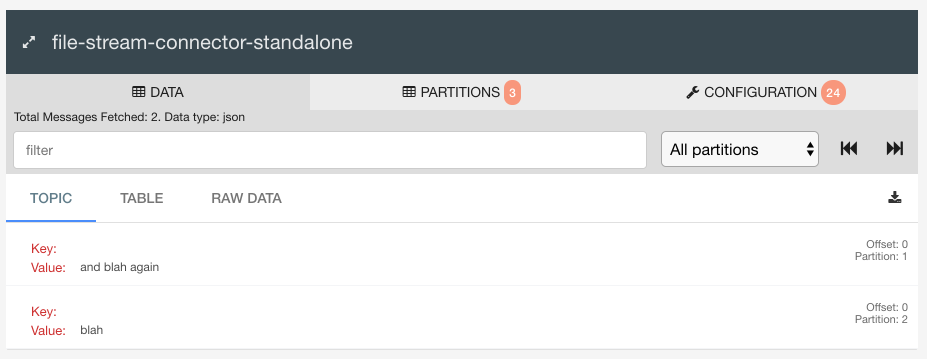 file-stream-connector-standalone
DATA
PARTITIONS 3
CONFIGURATION 24
Total Messages Fetched: 2. Data type: json
filter
All partitions
TOPIC
TABLE
RAW DATA
Key:
Offset: 0
Value: and blah again
Partition: 1
Key:
Offset: 0
Value: blah
Partition: 2